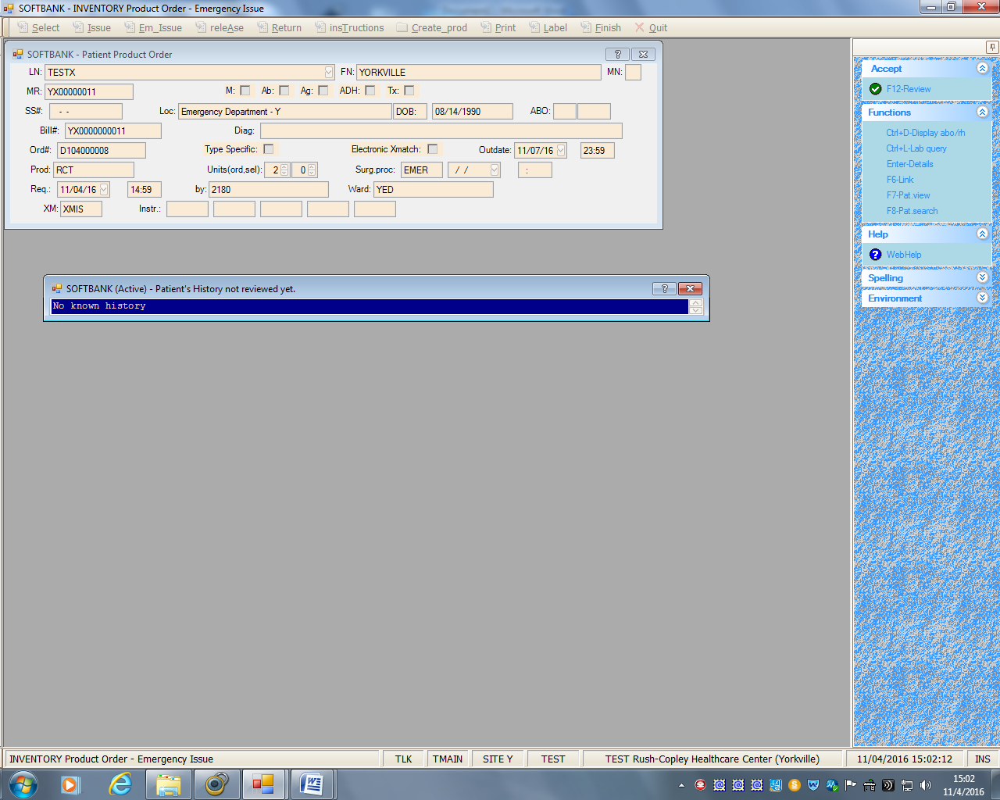 SOFTBANK - INVENTORY Product Order - Emergency Issue
Select Issue Em_Issue releAse Return insTructions Create_prod Print Label Finish Quit
SOFTBANK - Patient Product Order
LN: TESTX FN: YORKVILLE MN:
MR: YX00000011 M: Ab: Ag: ADH: Tx:
SS#: - - Loc: Emergency Department - Y DOB: 08/14/1990 ABO:
Bill#: YX0000000011 Diag:
Ord#: D104000008 Type Specific: Electronic Xmatch: Outdate: 11/07/16 23:59
Prod: RCT Units(ord,sel): 2 0 Surg.proc: EMER / / :
Req.: 11/04/16 14:59 by: 2180 Ward: YED
XM: XMIS Instr.:
SOFTBANK (Active) - Patient's History not reviewed yet.
No known history
Accept
F12-Review
Functions
Ctrl+D-Display abo/rh
Ctrl+L-Lab query
Enter-Details
F6-Link
F7-Pat.view
F8-Pat.search
Help
WebHelp
Spelling
Environment
INVENTORY Product Order - Emergency Issue TLK TMAIN SITE Y TEST TEST Rush-Copley Healthcare Center (Yorkville) 11/04/2016 15:02:12 INS
15:02
11/4/2016